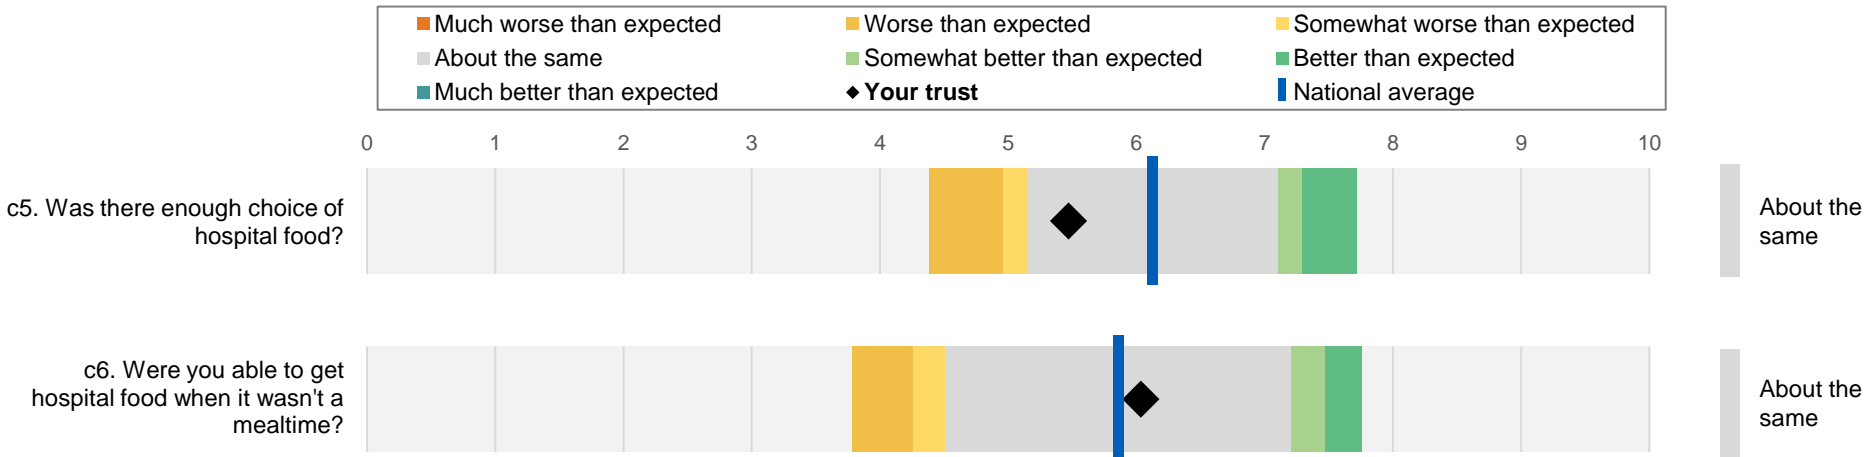 Much worse than expected
Worse than expected
Somewhat worse than expected
About the same
Somewhat better than expected
Better than expected
Much better than expected
Your trust
National average
0 1 2 3 4 5 6 7 8 9 10
c5. Was there enough choice of
hospital food?
About the
same
c6. Were you able to get
hospital food when it wasn't a
mealtime?
About the
same